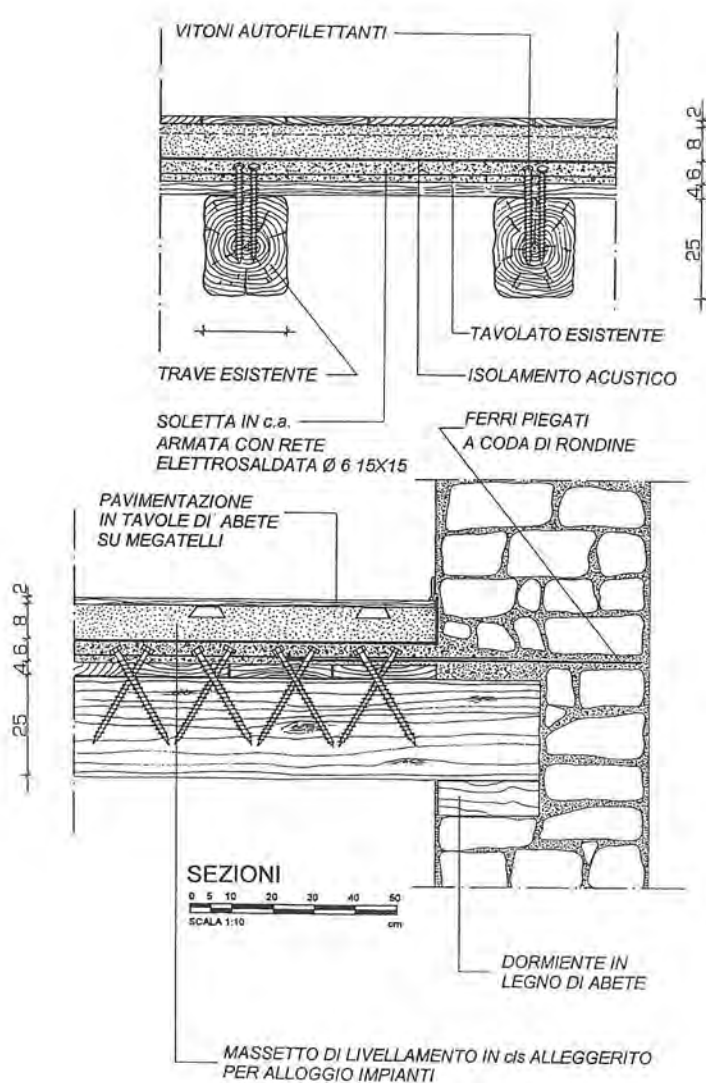 VITONI AUTOFILETTANTI
2
8
4,6
25
TAVOLATO ESISTENTE
TRAVE ESISTENTE
ISOLAMENTO ACUSTICO
SOLETTA IN c.a.
ARMATA CON RETE
ELETTROSALDATA Ø 6 15X15
FERRI PIEGATI
A CODA DI RONDINE
PAVIMENTAZIONE
IN TAVOLE DI ABETE
SU MEGATELLI
2
8
4,6
25
SEZIONI
0 5 10 20 30 40 50
SCALA 1:10 cm
DORMIENTE IN
LEGNO DI ABETE
MASSETTO DI LIVELLAMENTO IN cls ALLEGGERITO
PER ALLOGGIO IMPIANTI